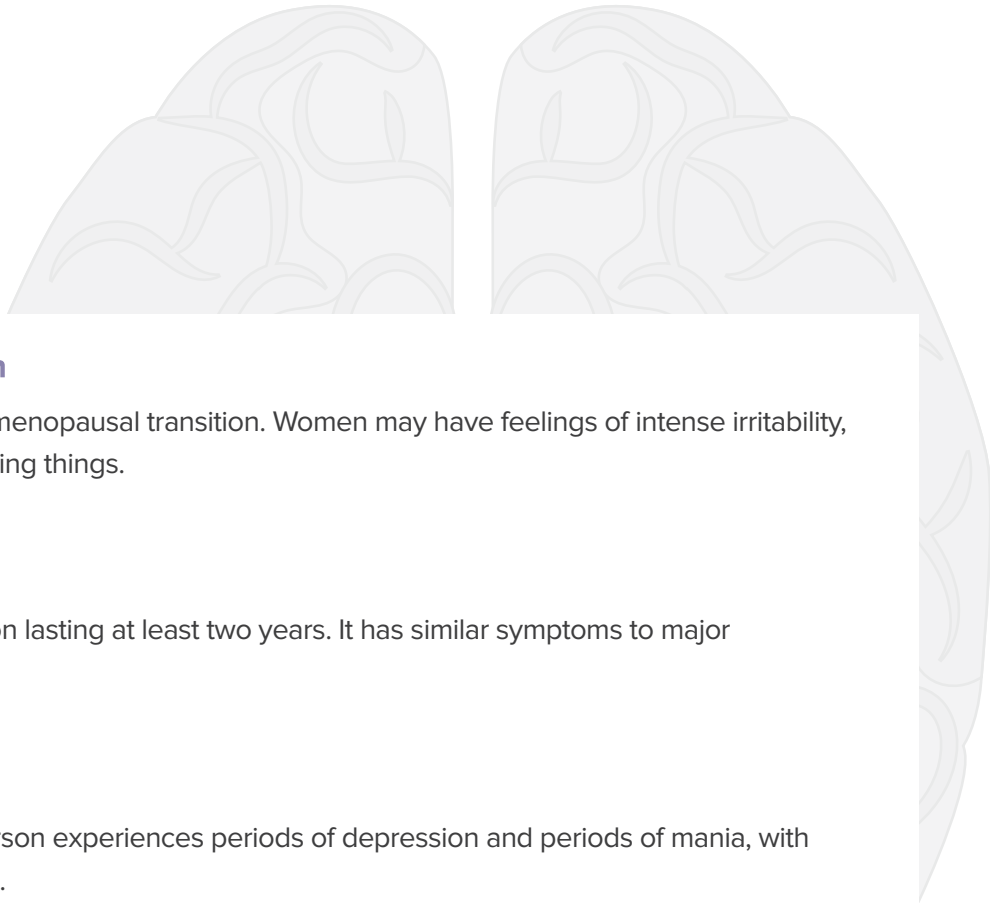 n
menopausal transition. Women may have feelings of intense irritability,
ing things.
on lasting at least two years. It has similar symptoms to major
rson experiences periods of depression and periods of mania, with
.